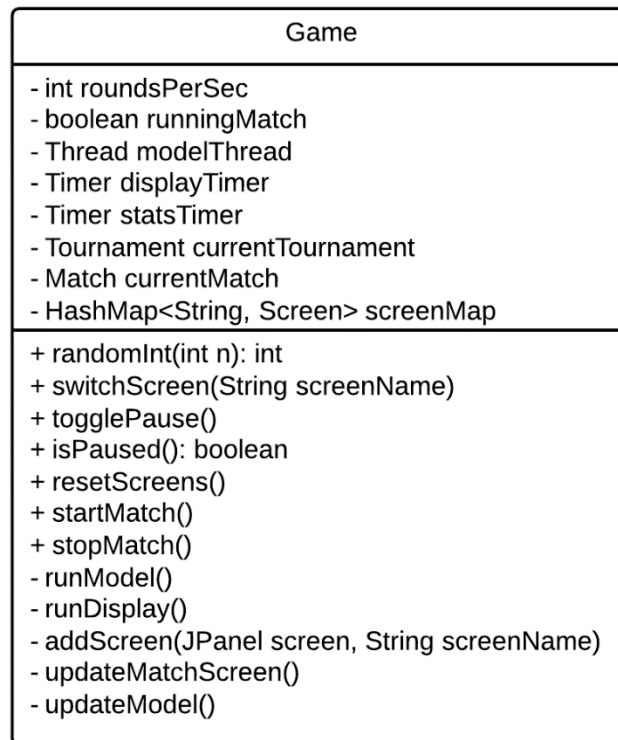 Game
- int roundsPerSec
- boolean runningMatch
- Thread modelThread
- Timer displayTimer
- Timer statsTimer
- Tournament currentTournament
- Match currentMatch
- HashMap<String, Screen> screenMap
+ randomInt(int n): int
+ switchScreen(String screenName)
+ togglePause()
+ isPaused(): boolean
+ resetScreens()
+ startMatch()
+ stopMatch()
- runModel()
- runDisplay()
- addScreen(JPanel screen, String screenName)
- updateMatchScreen()
- updateModel()